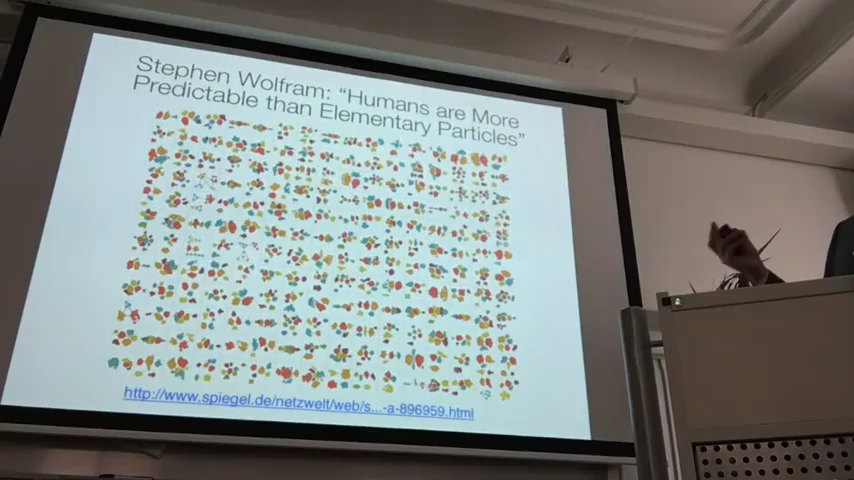 Stephen Wolfram: “Humans are More
Predictable than Elementary Particles”
http://www.spiegel.de/netzwelt/web/s...-a-896959.html